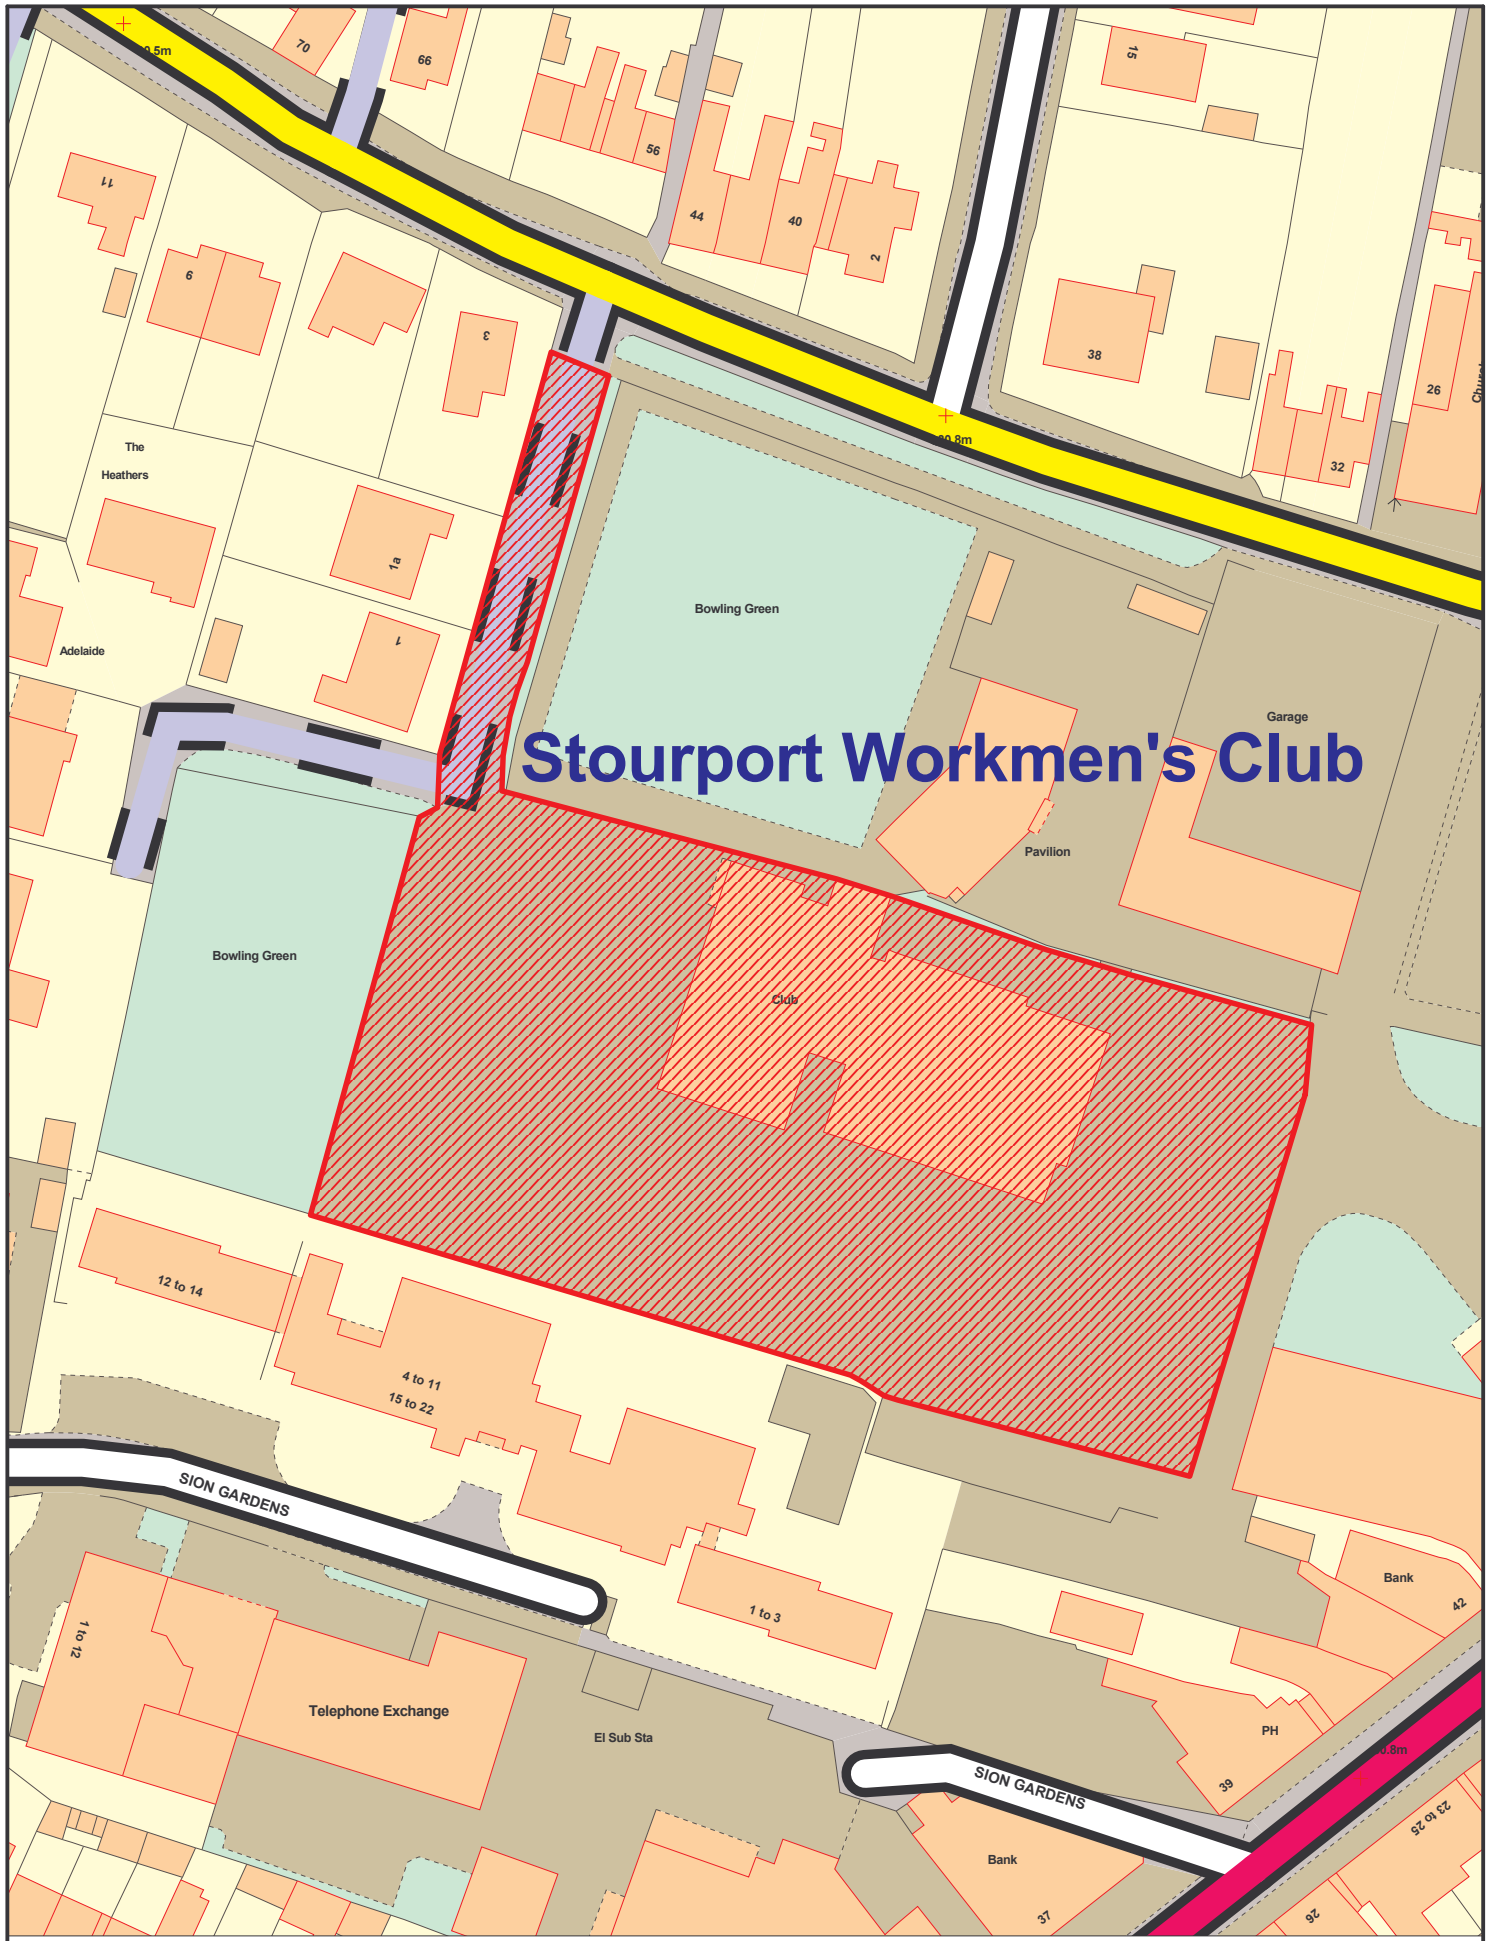 70
66
15
56
11
44
40
2
6
3
38
26
32
The
Heathers
1a
Bowling Green
1
Adelaide
Garage
Stourport Workmen's Club
Pavilion
Bowling Green
Club
12 to 14
4 to 11
15 to 22
SION GARDENS
Bank
42
1 to 3
1 to 12
Telephone Exchange
PH
El Sub Sta
SION GARDENS
39
23 to 25
Bank
37
26